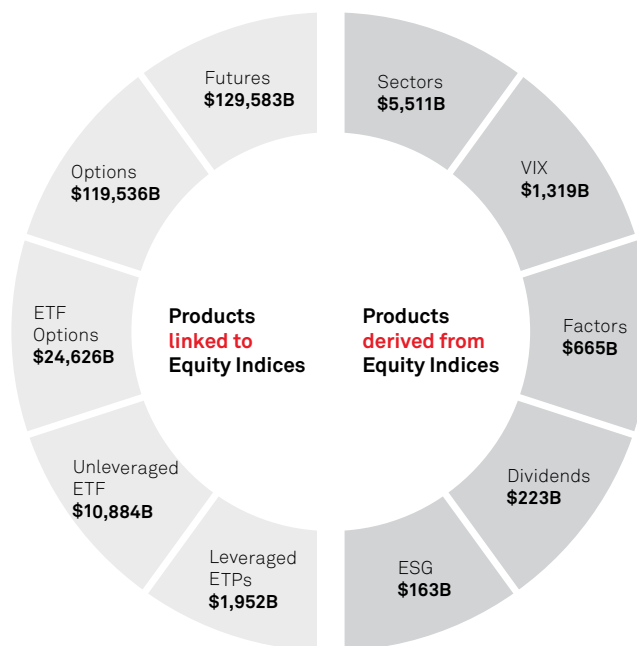 Futures
$129,583B
Options
$119,536B
ETF
Options
$24,626B
Unleveraged
ETF
$10,884B
Leveraged
ETPs
$1,952B
Products
linked to
Equity Indices
Products
derived from
Equity Indices
Sectors
$5,511B
VIX
$1,319B
Factors
$665B
Dividends
$223B
ESG
$163B